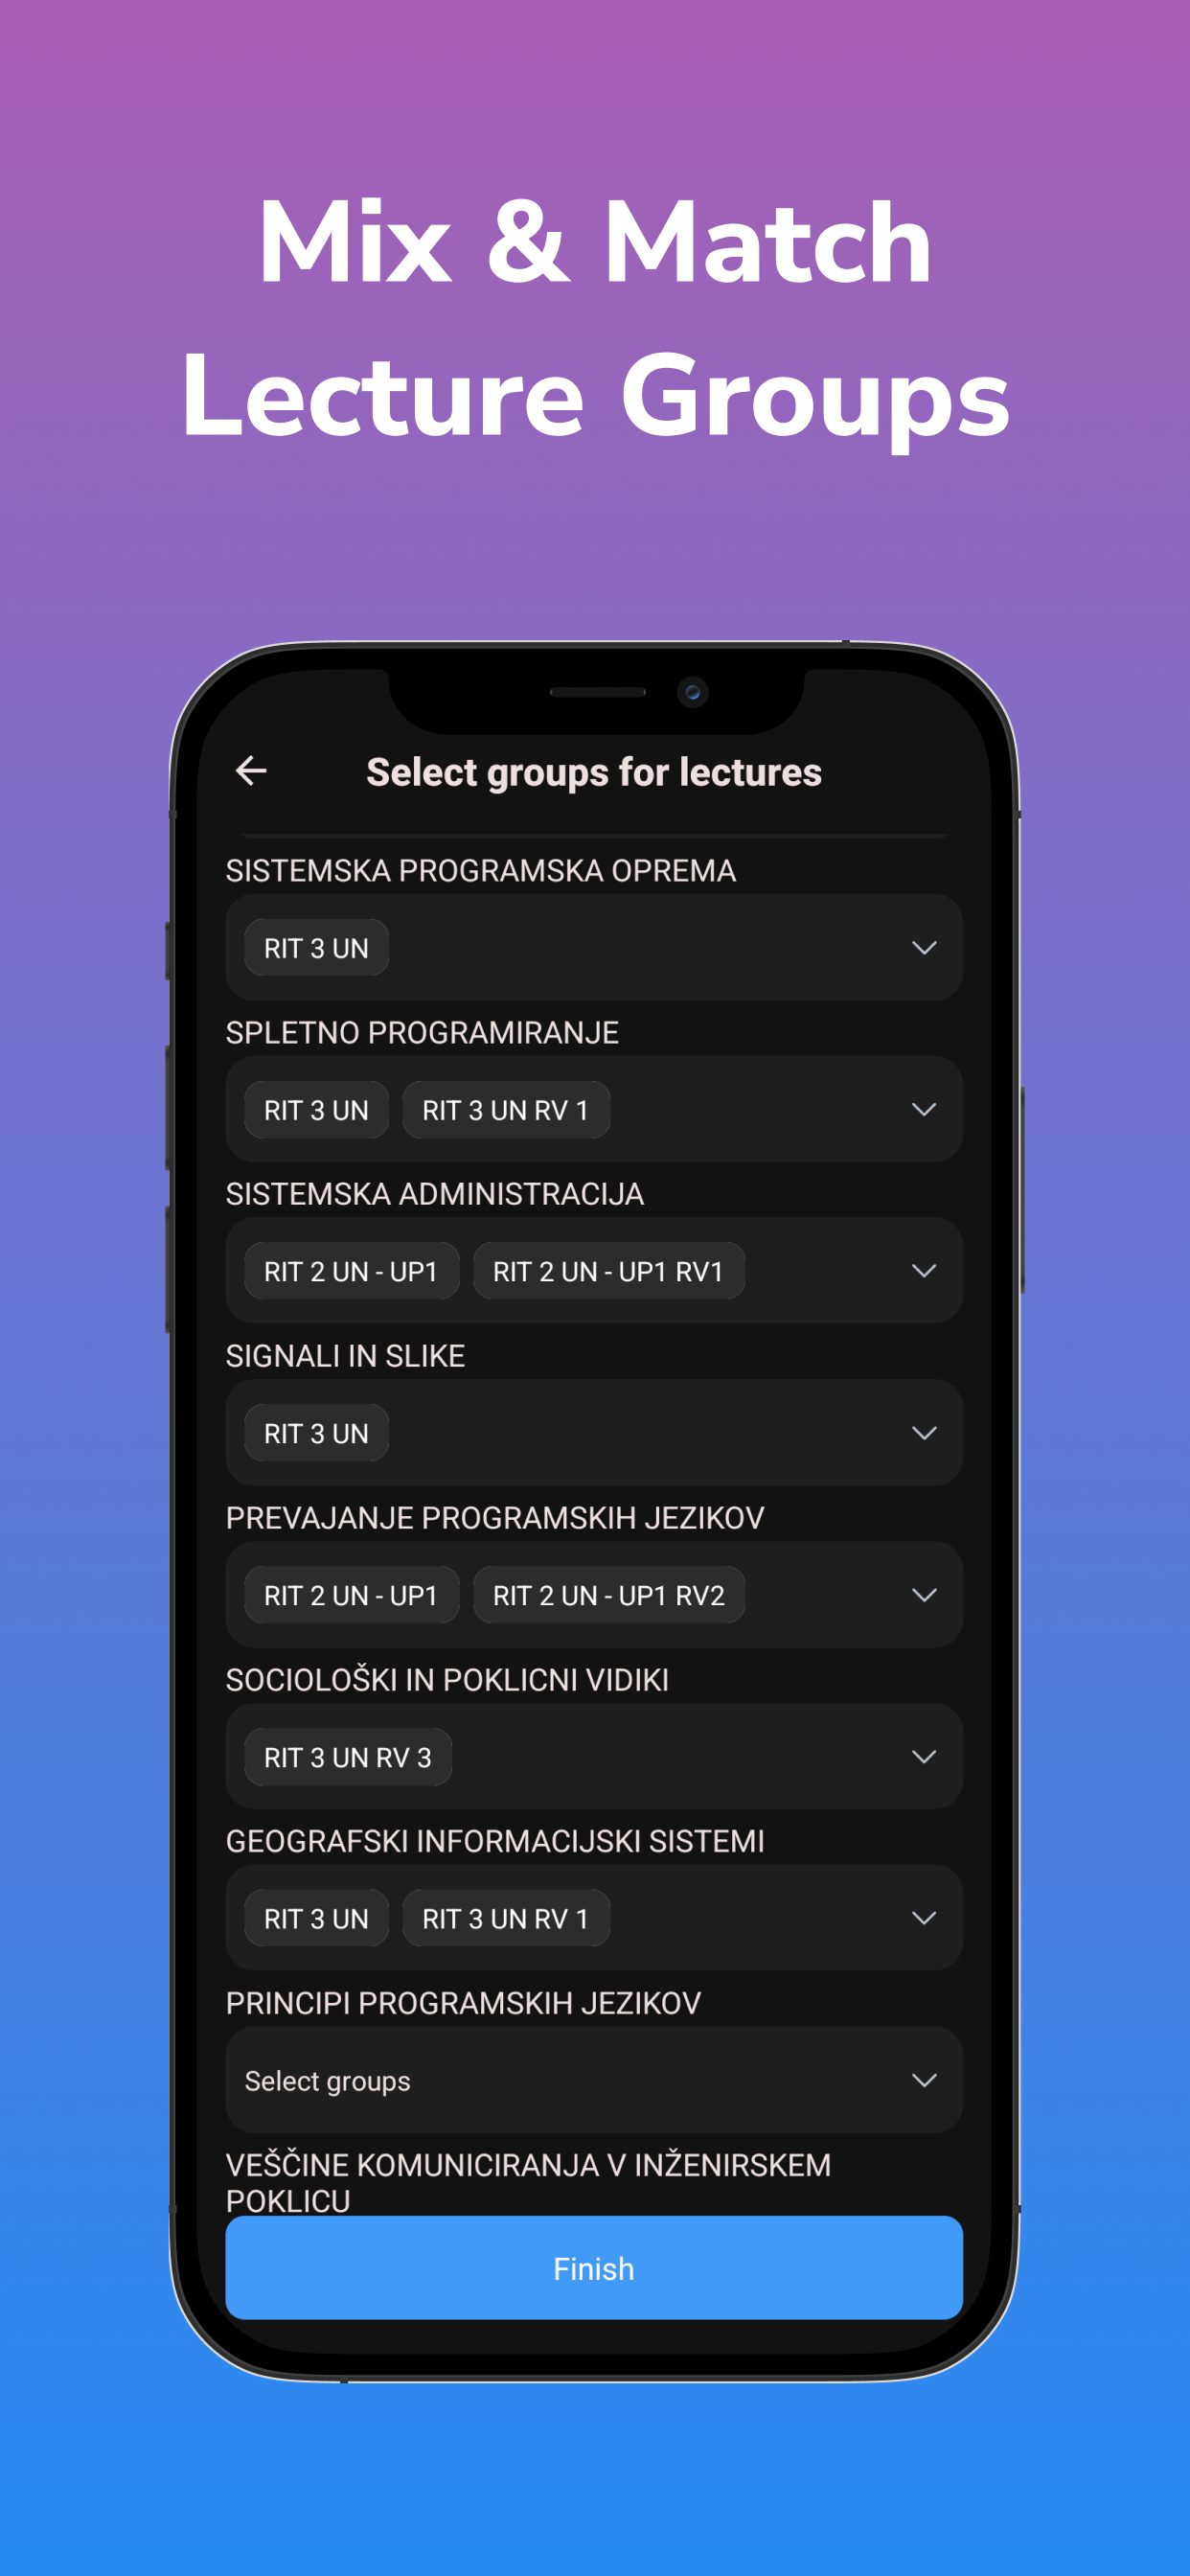 Mix & Match
Lecture Groups
Select groups for lectures
SISTEMSKA PROGRAMSKA OPREMA
RIT 3 UN
SPLETNO PROGRAMIRANJE
RIT 3 UN RIT 3 UN RV 1
SISTEMSKA ADMINISTRACIJA
RIT 2 UN - UP1 RIT 2 UN - UP1 RV1
SIGNALI IN SLIKE
RIT 3 UN
PREVAJANJE PROGRAMSKIH JEZIKOV
RIT 2 UN - UP1 RIT 2 UN - UP1 RV2
SOCIOLOŠKI IN POKLICNI VIDIKI
RIT 3 UN RV 3
GEOGRAFSKI INFORMACIJSKI SISTEMI
RIT 3 UN RIT 3 UN RV 1
PRINCIPI PROGRAMSKIH JEZIKOV
Select groups
VEŠČINE KOMUNICIRANJA V INŽENIRSKEM
POKLICU
Finish